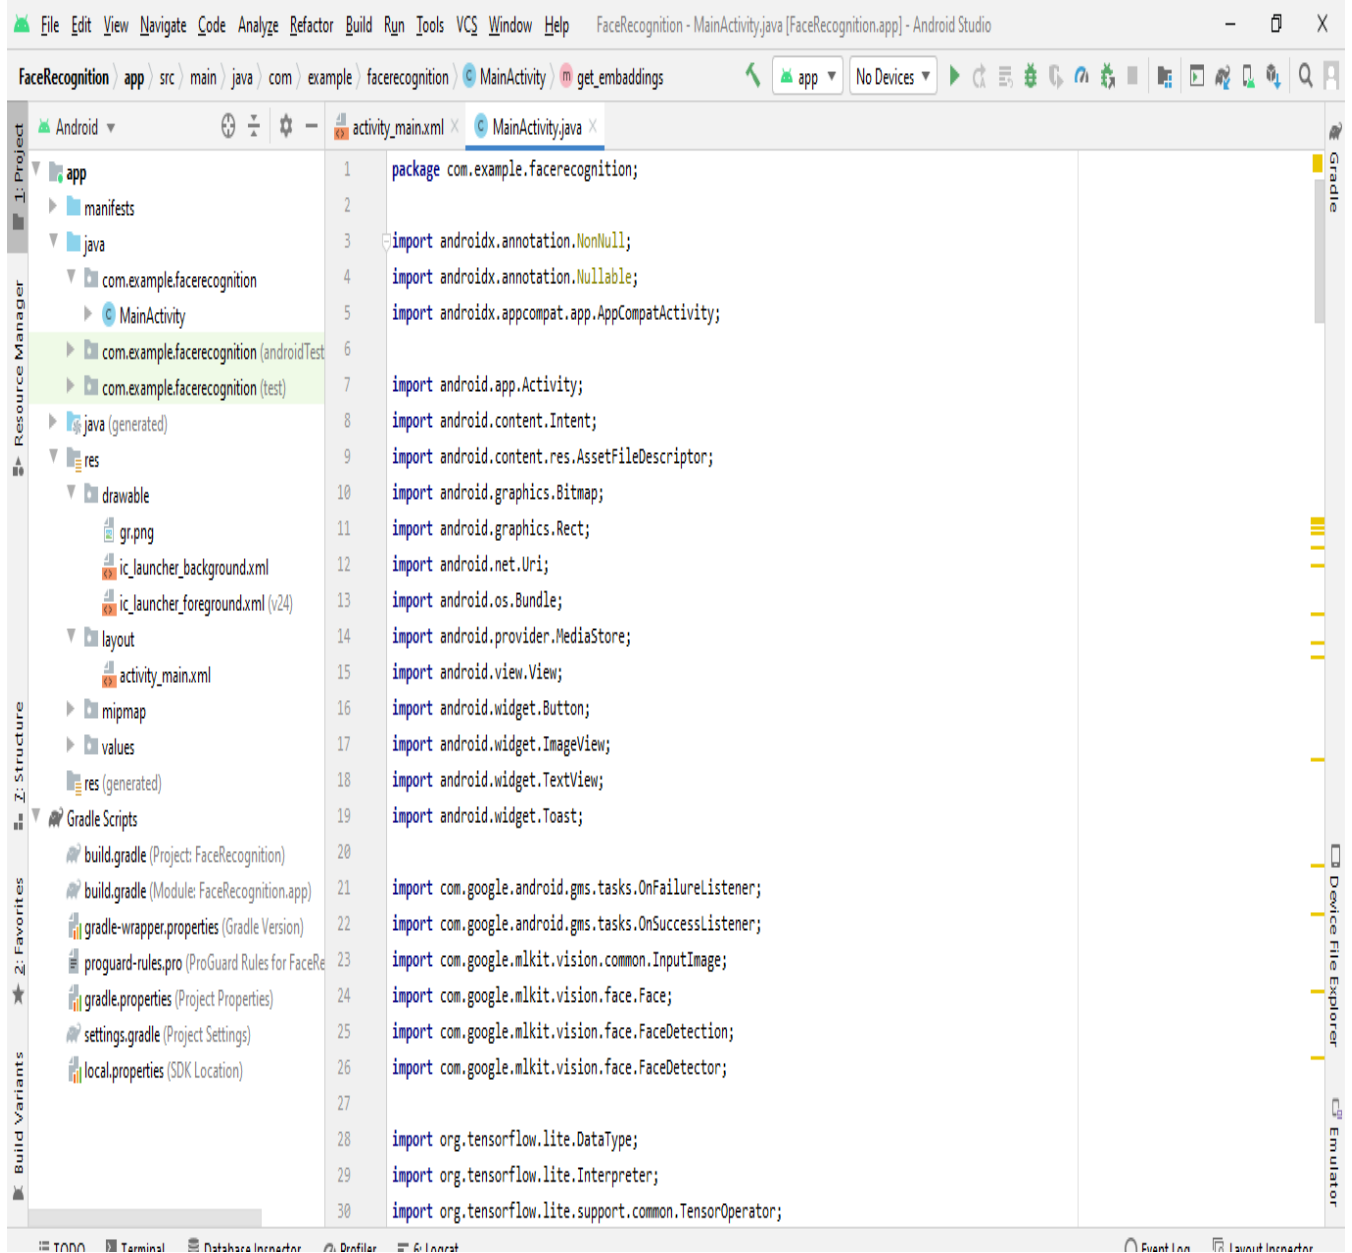 File Edit View Navigate Code Analyze Refactor Build Run Tools VCS Window Help FaceRecognition - MainActivity.java [FaceRecognition.app] - Android Studio
FaceRecognition app src main java com example facerecognition MainActivity get_embaddings app No Devices
Android
activity_main.xml MainActivity.java
1: Project
Resource Manager
7: Structure
2: Favorites
Build Variants
app
manifests
java
com.example.facerecognition
MainActivity
com.example.facerecognition (androidTest
com.example.facerecognition (test)
java (generated)
res
drawable
gr.png
ic_launcher_background.xml
ic_launcher_foreground.xml (v24)
layout
activity_main.xml
mipmap
values
res (generated)
Gradle Scripts
build.gradle (Project: FaceRecognition)
build.gradle (Module: FaceRecognition.app)
gradle-wrapper.properties (Gradle Version)
proguard-rules.pro (ProGuard Rules for FaceRe
gradle.properties (Project Properties)
settings.gradle (Project Settings)
local.properties (SDK Location)
1 package com.example.facerecognition;
2
3 import androidx.annotation.NonNull;
4 import androidx.annotation.Nullable;
5 import androidx.appcompat.app.AppCompatActivity;
6
7 import android.app.Activity;
8 import android.content.Intent;
9 import android.content.res.AssetFileDescriptor;
10 import android.graphics.Bitmap;
11 import android.graphics.Rect;
12 import android.net.Uri;
13 import android.os.Bundle;
14 import android.provider.MediaStore;
15 import android.view.View;
16 import android.widget.Button;
17 import android.widget.ImageView;
18 import android.widget.TextView;
19 import android.widget.Toast;
20
21 import com.google.android.gms.tasks.OnFailureListener;
22 import com.google.android.gms.tasks.OnSuccessListener;
23 import com.google.mlkit.vision.common.InputImage;
24 import com.google.mlkit.vision.face.Face;
25 import com.google.mlkit.vision.face.FaceDetection;
26 import com.google.mlkit.vision.face.FaceDetector;
27
28 import org.tensorflow.lite.DataType;
29 import org.tensorflow.lite.Interpreter;
30 import org.tensorflow.lite.support.common.TensorOperator;
Gradle
Device File Explorer
Emulator
TODO Terminal Database Inspector Profiler 6: Logcat Event Log Layout Inspector